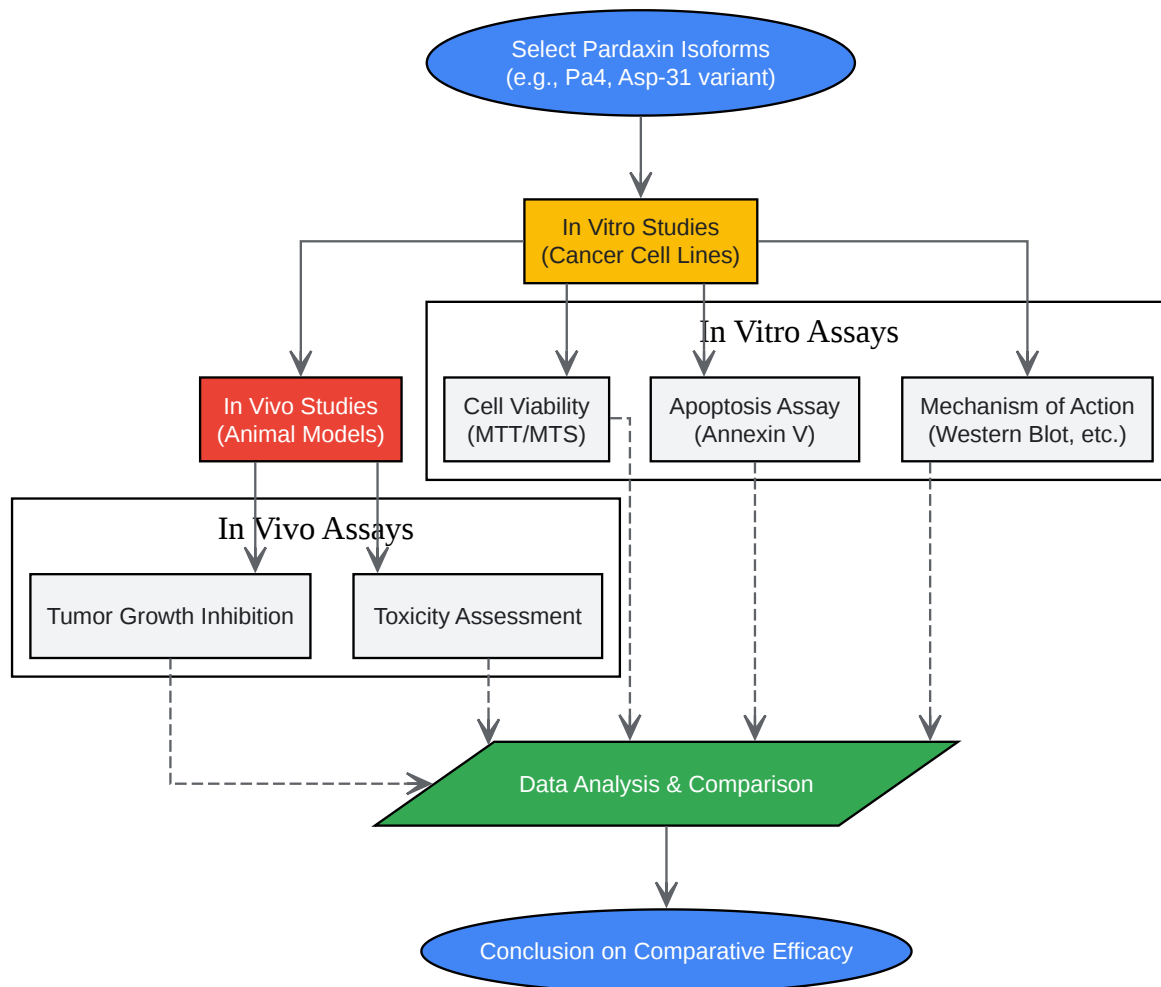 Select Pardaxin Isoforms
(e.g., Pa4, Asp-31 variant)
In Vitro Studies
(Cancer Cell Lines)
In Vitro Assays
In Vivo Studies
(Animal Models)
Cell Viability
(MTT/MTS)
Apoptosis Assay
(Annexin V)
Mechanism of Action
(Western Blot, etc.)
In Vivo Assays
Tumor Growth Inhibition
Toxicity Assessment
Data Analysis & Comparison
Conclusion on Comparative Efficacy